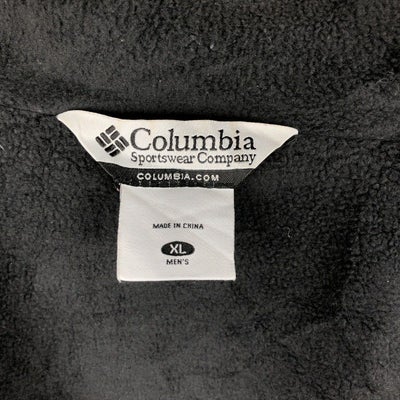 Columbia
Sportswear Company
COLUMBIA.COM
MADE IN CHINA
XL
MEN'S